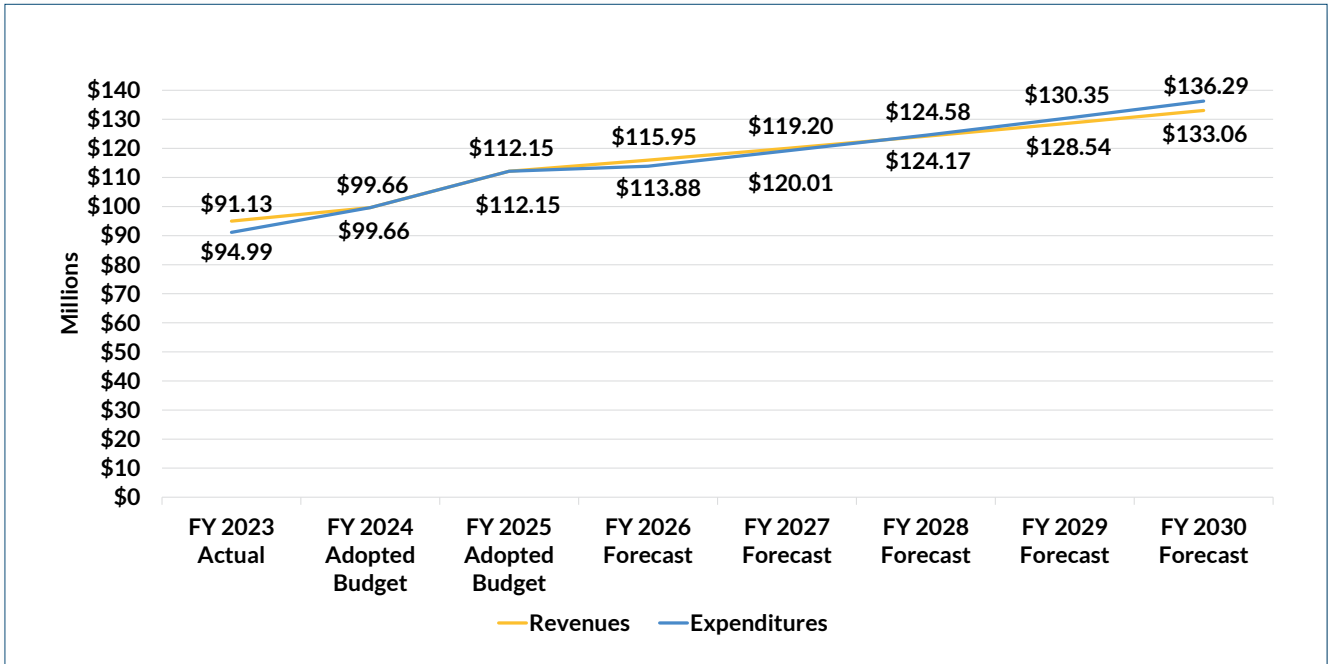 $140
$130
$120
$110
$100
$90
$80
$70
$60
$50
$40
$30
$20
$10
$0
Millions
$91.13
$94.99
$99.66
$99.66
$112.15
$112.15
$115.95
$113.88
$119.20
$120.01
$124.58
$124.17
$130.35
$128.54
$136.29
$133.06
FY 2023
Actual
FY 2024
Adopted
Budget
FY 2025
Adopted
Budget
FY 2026
Forecast
FY 2027
Forecast
FY 2028
Forecast
FY 2029
Forecast
FY 2030
Forecast
Revenues
Expenditures